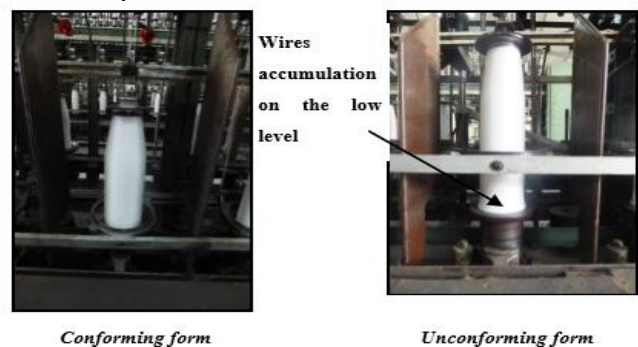 Wires
accumulation
on the low
level
Conforming form
Unconforming form